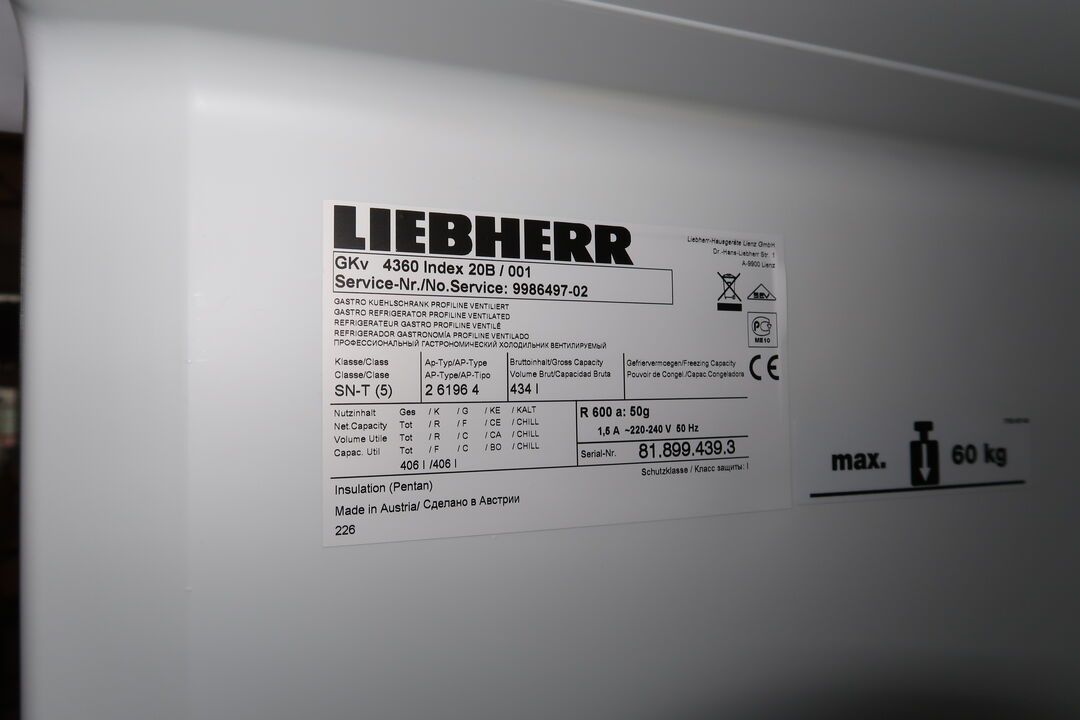 LIEBHERR
Liebherr-Hausgeräte Lienz GmbH
Dr.-Hans-Liebherr Str. 1
A-9900 Lienz
GKv 4360 Index 20B / 001
Service-Nr./No.Service: 9986497-02
SEV
GASTRO KUEHLSCHRANK PROFILINE VENTILIERT
GASTRO REFRIGERATOR PROFILINE VENTILATED
REFRIGERATEUR GASTRO PROFILINE VENTILÉ
REFRIGERADOR GASTRONOMÍA PROFILINE VENTILADO
ПРОФЕССИОНАЛЬНЫЙ ГАСТРОНОМИЧЕСКИЙ ХОЛОДИЛЬНИК ВЕНТИЛИРУЕМЫЙ
ME10
CE
Klasse/Class Ap-Typ/AP-Type Bruttoinhalt/Gross Capacity Gefriervermoegen/Freezing Capacity
Classe/Clase AP-Type/AP-Tipo Volume Brut/Capacidad Bruta Pouvoir de Congel./Capac.Congeladora
SN-T (5) 2 6196 4 434 l
Nutzinhalt Ges / K / G / KE / KALT
Net.Capacity Tot / R / F / CE / CHILL
Volume Utile Tot / R / C / CA / CHILL
Capac. Util Tot / F / C / BO / CHILL
406 l /406 l
R 600 a: 50g
1,5 A ~220-240 V 50 Hz
Serial-Nr. 81.899.439.3
Schutzklasse / Класс защиты: I
Insulation (Pentan)
Made in Austria/ Сделано в Австрии
226
max. 60 kg